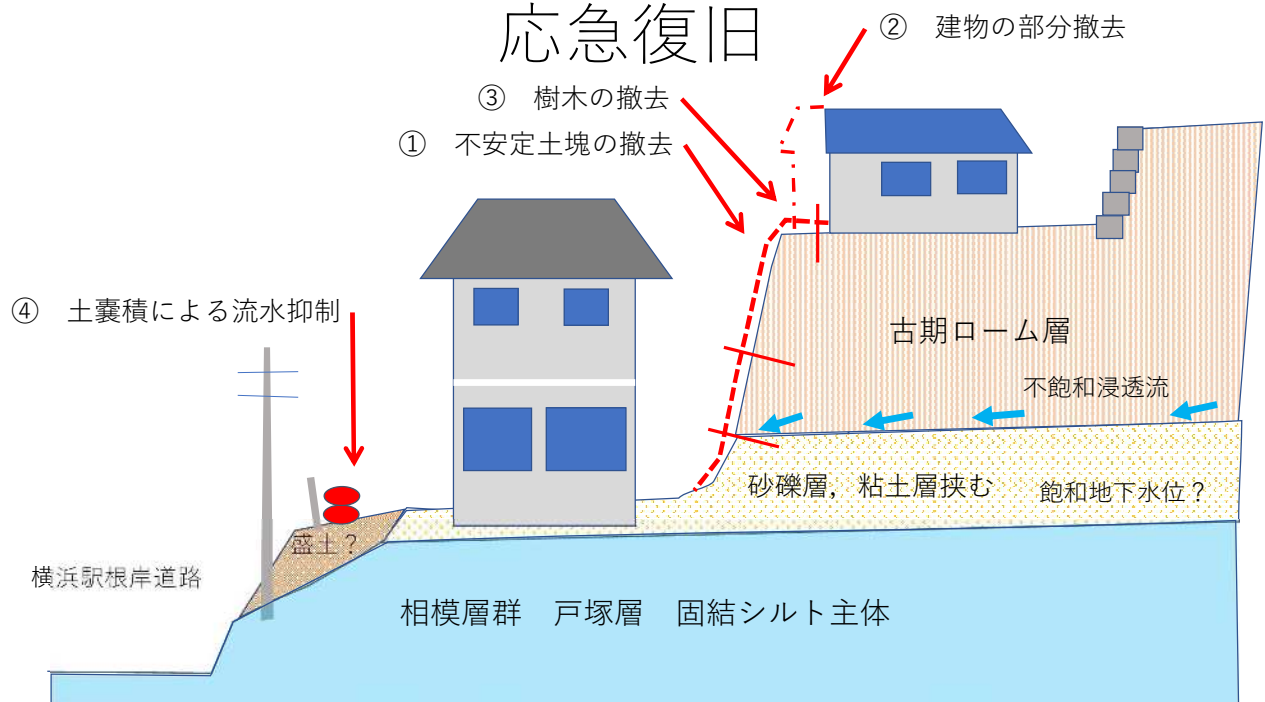 応急復旧
② 建物の部分撤去
③ 樹木の撤去
① 不安定土塊の撤去
④ 土嚢積による流水抑制
古期ローム層
不飽和浸透流
砂礫層，粘土層挟む
飽和地下水位？
盛土？
横浜駅根岸道路
相模層群 戸塚層 固結シルト主体